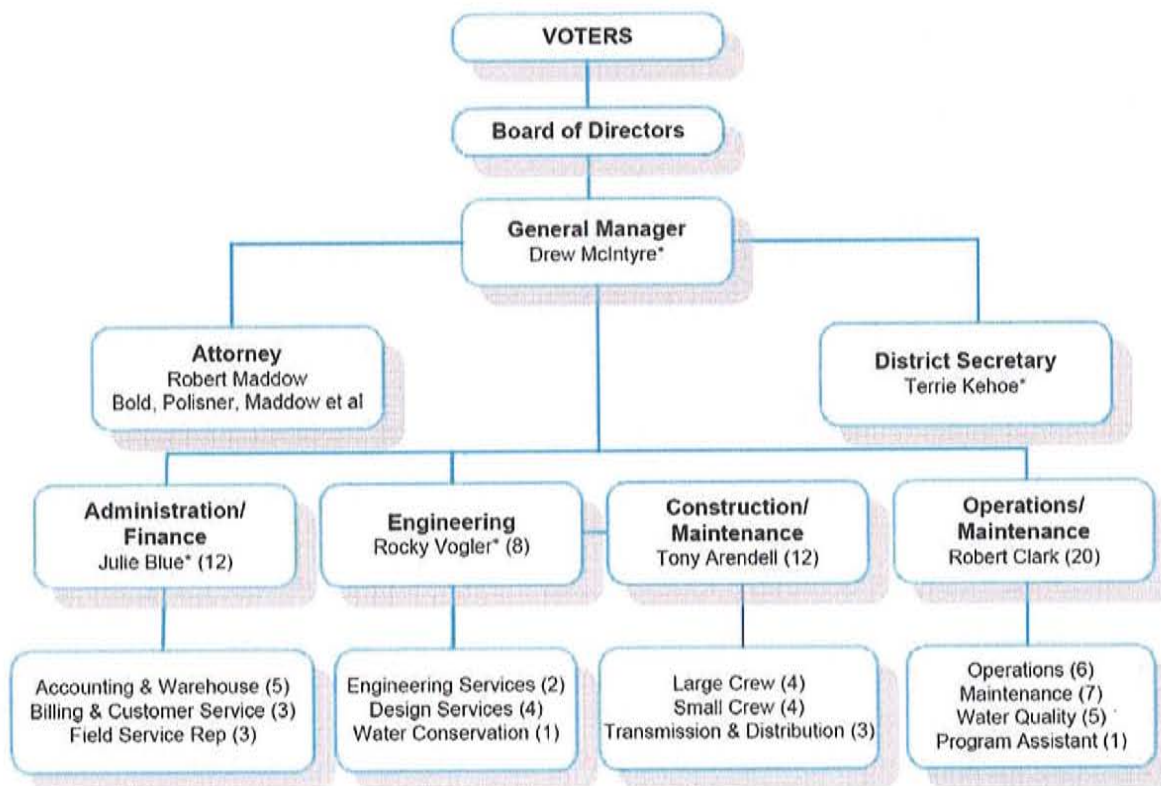 VOTERS
Board of Directors
General Manager
Drew McIntyre*
Attorney
Robert Maddow
Bold, Polisner, Maddow et al
District Secretary
Terrie Kehoe*
Administration/
Finance
Julie Blue* (12)
Engineering
Rocky Vogler* (8)
Construction/
Maintenance
Tony Arendell (12)
Operations/
Maintenance
Robert Clark (20)
Accounting & Warehouse (5)
Billing & Customer Service (3)
Field Service Rep (3)
Engineering Services (2)
Design Services (4)
Water Conservation (1)
Large Crew (4)
Small Crew (4)
Transmission & Distribution (3)
Operations (6)
Maintenance (7)
Water Quality (5)
Program Assistant (1)